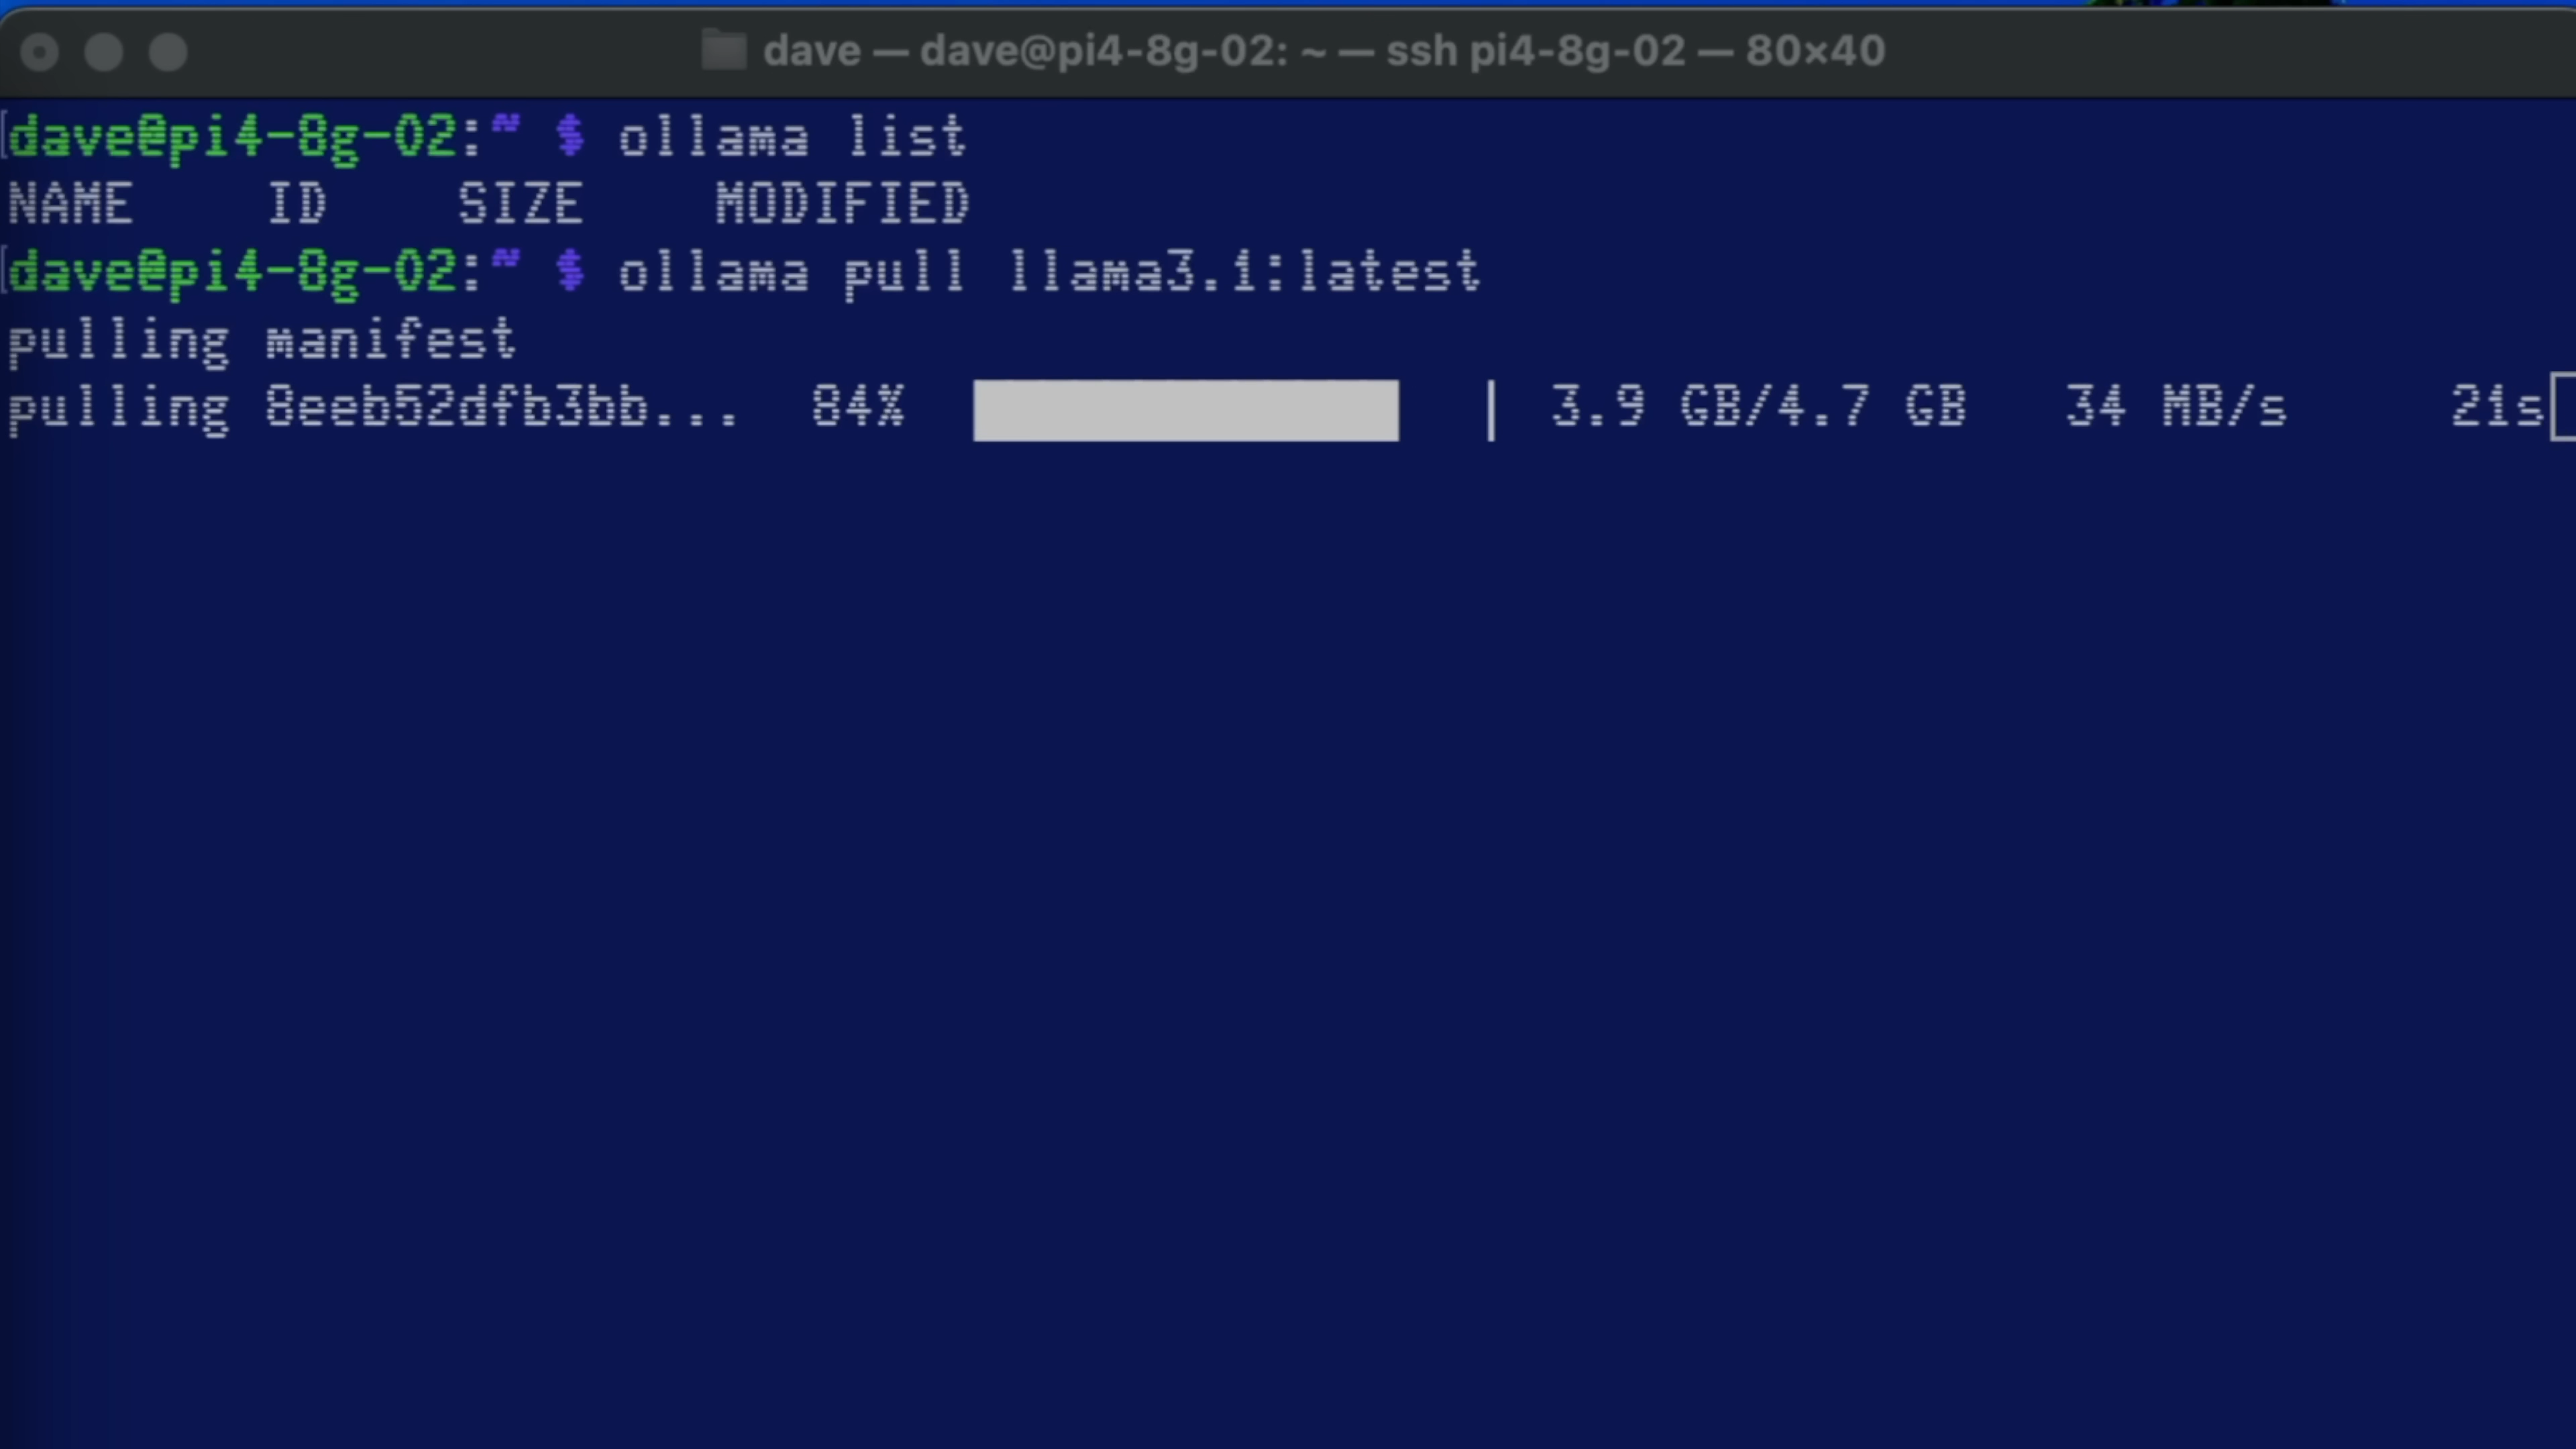 dave — dave@pi4-8g-02: ~ — ssh pi4-8g-02 — 80×40
[dave@pi4-8g-02:~ $ ollama list
NAME    ID    SIZE    MODIFIED
[dave@pi4-8g-02:~ $ ollama pull llama3.1:latest
pulling manifest
pulling 8eeb52dfb3bb...  84%  | 3.9 GB/4.7 GB   34 MB/s     21s